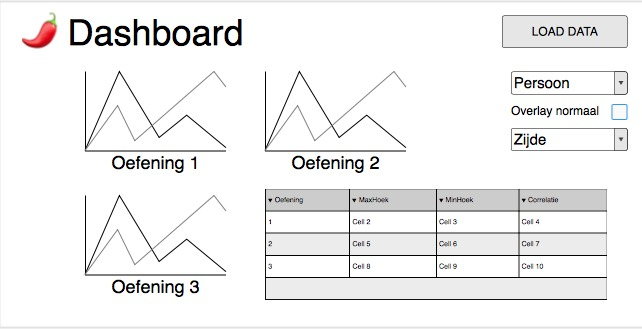 Dashboard
LOAD DATA
Persoon
Overlay normaal
Zijde
Oefening 1
Oefening 2
Oefening 3
Oefening MaxHoek MinHoek Correlatie
1 Cell 2 Cell 3 Cell 4
2 Cell 5 Cell 6 Cell 7
3 Cell 8 Cell 9 Cell 10